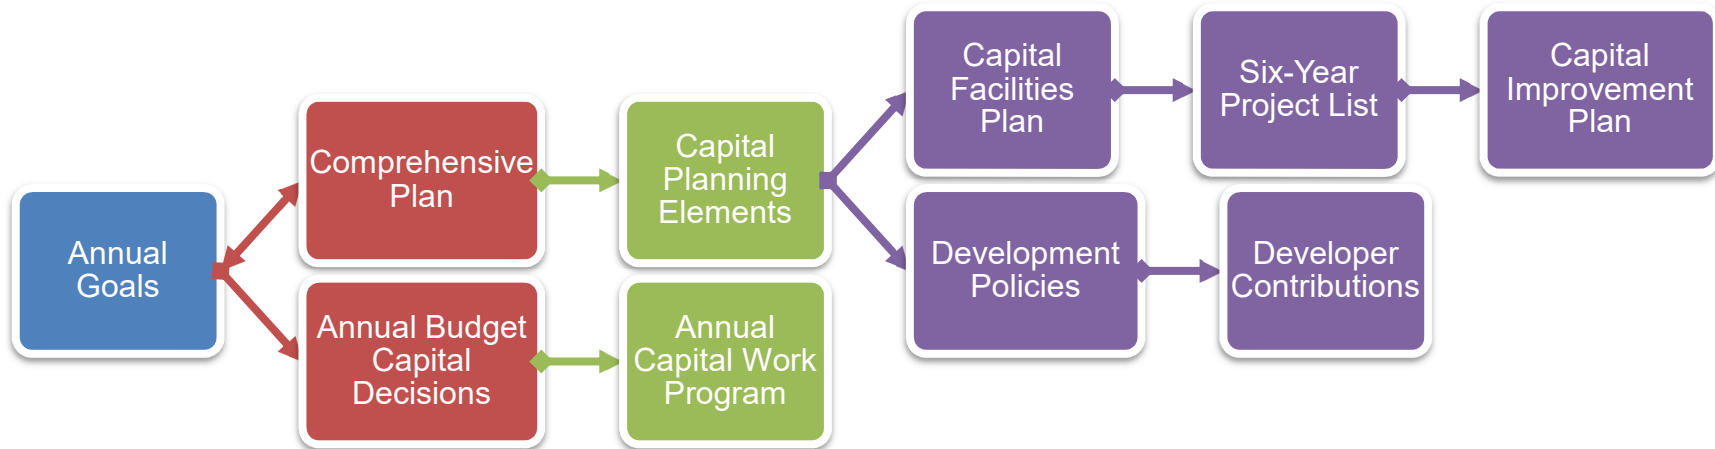 Annual
Goals
Comprehensive
Plan
Annual Budget
Capital
Decisions
Capital
Planning
Elements
Annual
Capital Work
Program
Capital
Facilities
Plan
Six-Year
Project List
Capital
Improvement
Plan
Development
Policies
Developer
Contributions